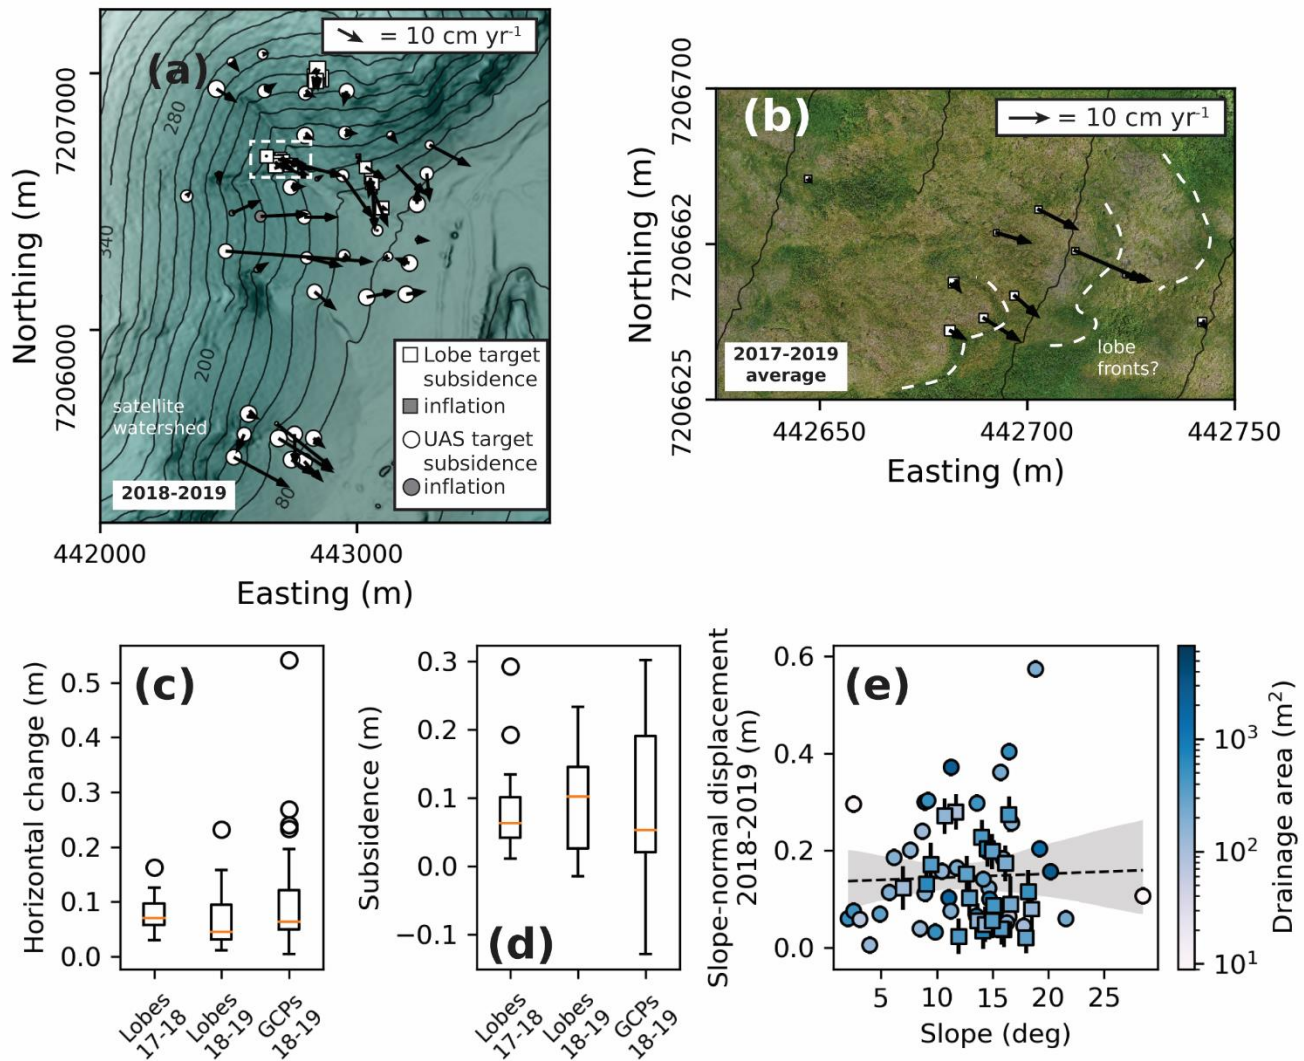 (a)
= 10 cm yr⁻¹
7207000
7206000
Northing (m)
280
340
200
80
satellite
watershed
2018-2019
Lobe target
subsidence
inflation
UAS target
subsidence
inflation
442000
443000
Easting (m)
(b)
= 10 cm yr⁻¹
7206700
7206662
7206625
Northing (m)
2017-2019
average
lobe
fronts?
442650
442700
442750
Easting (m)
(c)
Horizontal change (m)
0.5
0.4
0.3
0.2
0.1
0.0
Lobes
17-18
Lobes
18-19
GCPs
18-19
(d)
Subsidence (m)
0.3
0.2
0.1
0.0
−0.1
Lobes
17-18
Lobes
18-19
GCPs
18-19
(e)
Slope-normal displacement
2018-2019 (m)
0.6
0.4
0.2
0.0
5
10
15
20
25
Slope (deg)
Drainage area (m²)
10³
10²
10¹